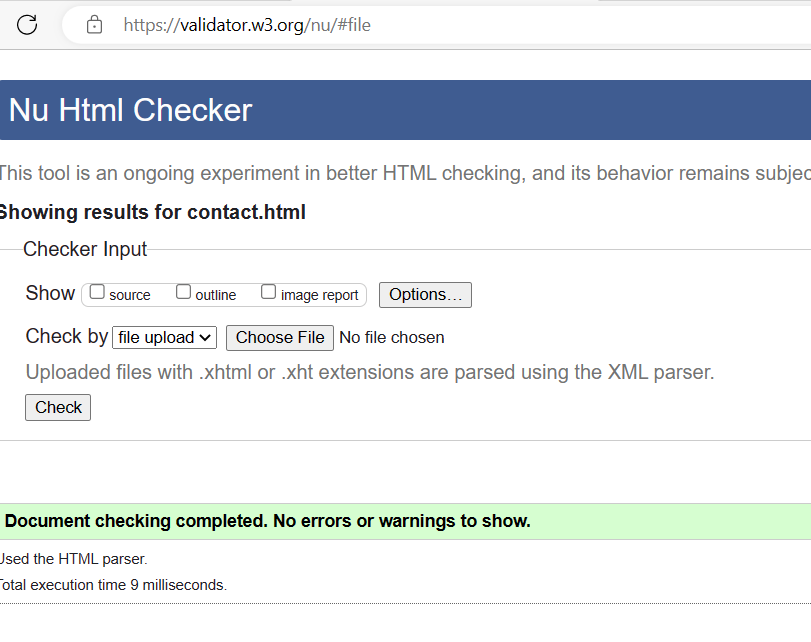 https://validator.w3.org/nu/#file
Nu Html Checker
This tool is an ongoing experiment in better HTML checking, and its behavior remains subjec
Showing results for contact.html
Checker Input
Show source outline image report Options...
Check by file upload Choose File No file chosen
Uploaded files with .xhtml or .xht extensions are parsed using the XML parser.
Check
Document checking completed. No errors or warnings to show.
Used the HTML parser.
Total execution time 9 milliseconds.